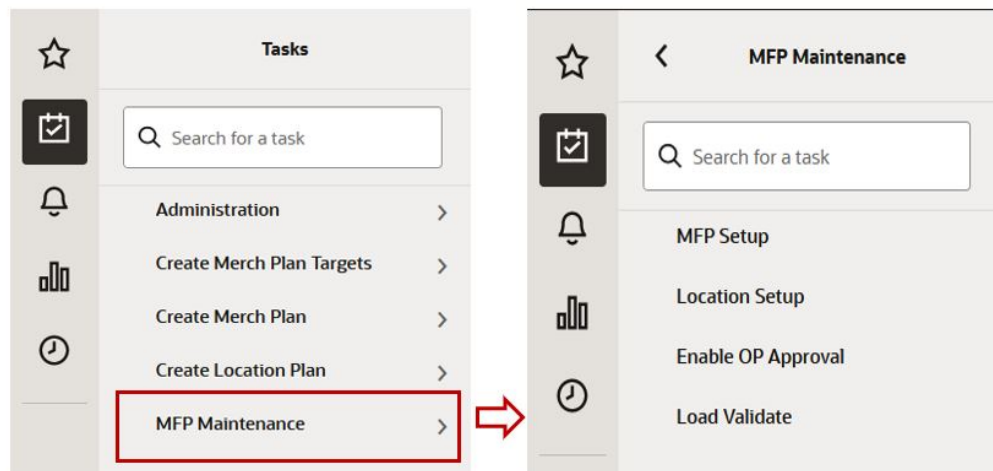 Tasks
Search for a task
Administration
Create Merch Plan Targets
Create Merch Plan
Create Location Plan
MFP Maintenance
MFP Maintenance
Search for a task
MFP Setup
Location Setup
Enable OP Approval
Load Validate